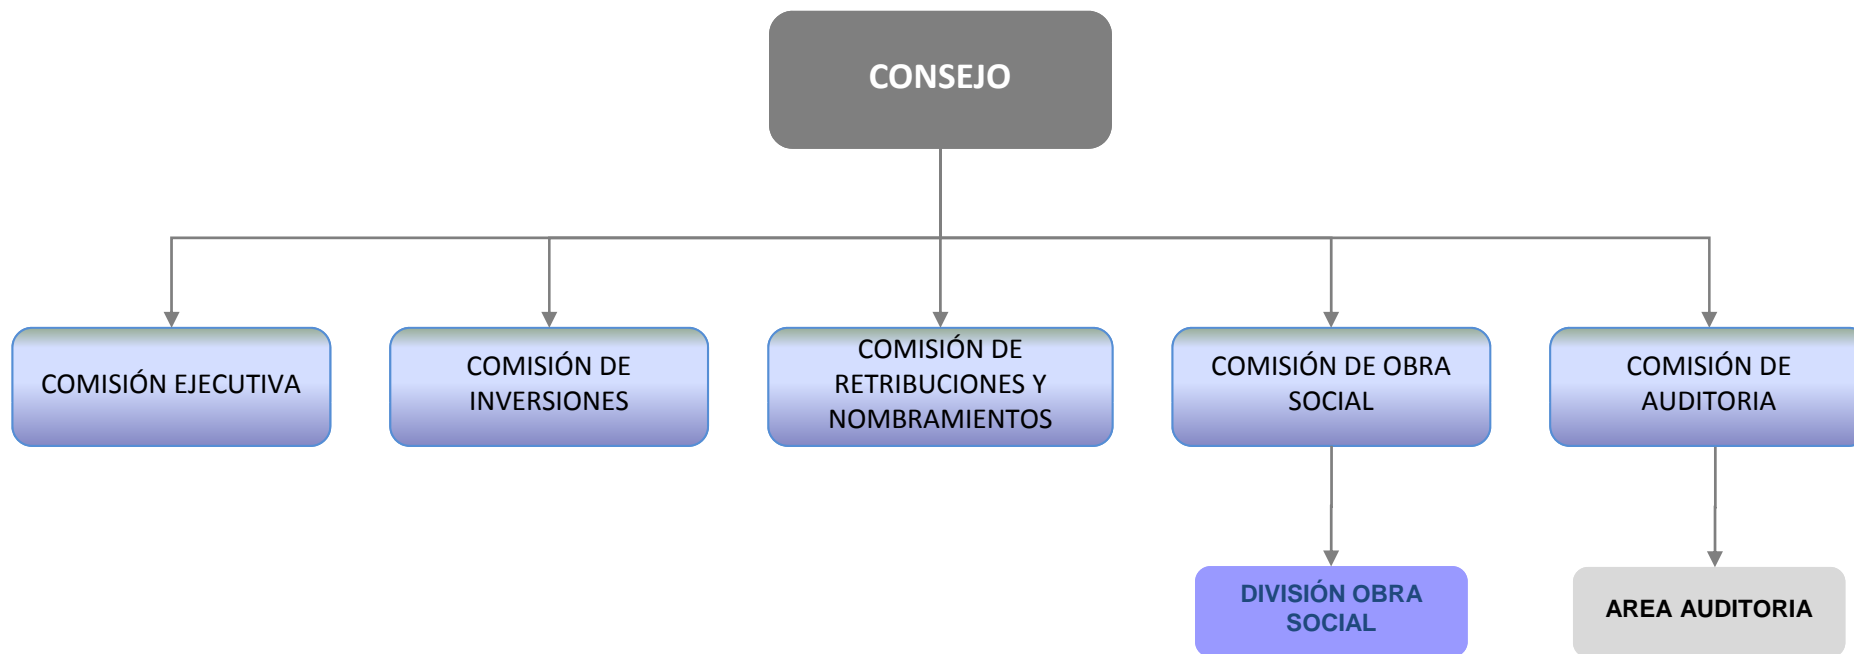 CONSEJO
COMISIÓN EJECUTIVA
COMISIÓN DE
INVERSIONES
COMISIÓN DE
RETRIBUCIONES Y
NOMBRAMIENTOS
COMISIÓN DE OBRA
SOCIAL
COMISIÓN DE
AUDITORIA
DIVISIÓN OBRA
SOCIAL
AREA AUDITORIA